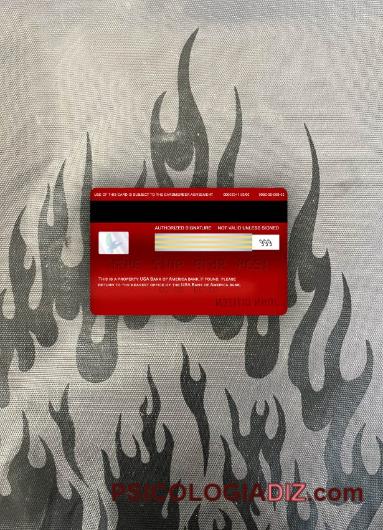 USE OF THIS CARD IS SUBJECT TO THE CARDMEMBER AGREEMENT
AUTHORIZED SIGNATURE NOT VALID UNLESS SIGNED
999
THIS IS A PROPERTY USA BANK OF AMERICA BANK. IF FOUND, PLEASE
RETURN TO THE NEAREST OFFICE OF THE USA BANK OF AMERICA BANK.
PSICOLOGIADIZ.com